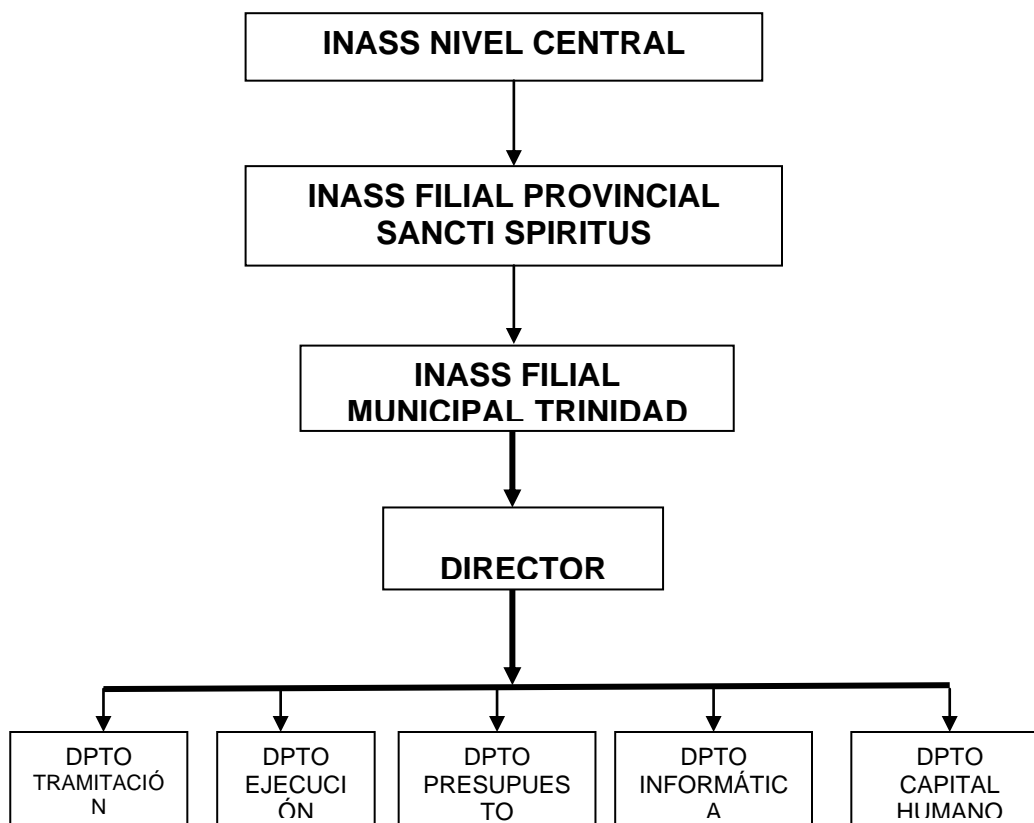 INASS NIVEL CENTRAL
INASS FILIAL PROVINCIAL
SANCTI SPIRITUS
INASS FILIAL
MUNICIPAL TRINIDAD
DIRECTOR
DPTO
TRAMITACIÓ
N
DPTO
EJECUCI
ÓN
DPTO
PRESUPUES
TO
DPTO
INFORMÁTIC
A
DPTO
CAPITAL
HUMANO